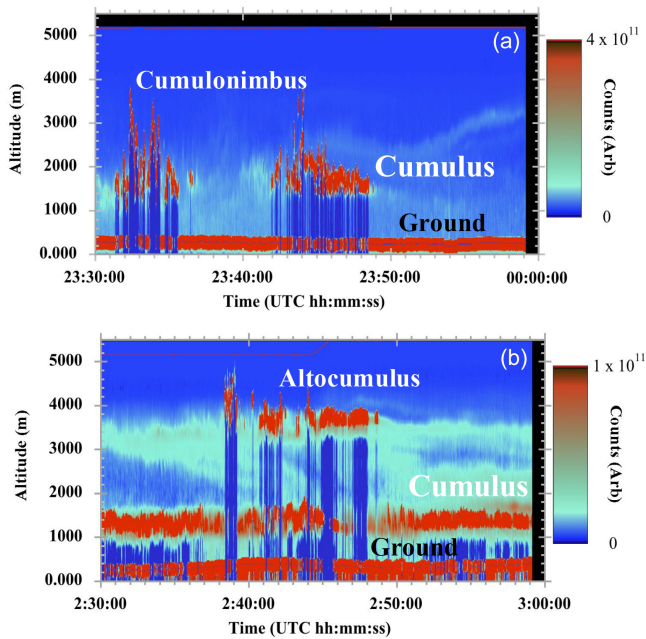 (a)
4 x 10^11
5000
Cumulonimbus
4000
Altitude (m)
3000
Cumulus
Counts (Arb)
2000
1000
Ground
0
0.000
23:30:00 23:40:00 23:50:00 00:00:00
Time (UTC hh:mm:ss)
(b)
5000
1 x 10^11
Altocumulus
4000
Altitude (m)
3000
Cumulus
Counts (Arb)
2000
1000
Ground
0
0.000
2:30:00 2:40:00 2:50:00 3:00:00
Time (UTC hh:mm:ss)